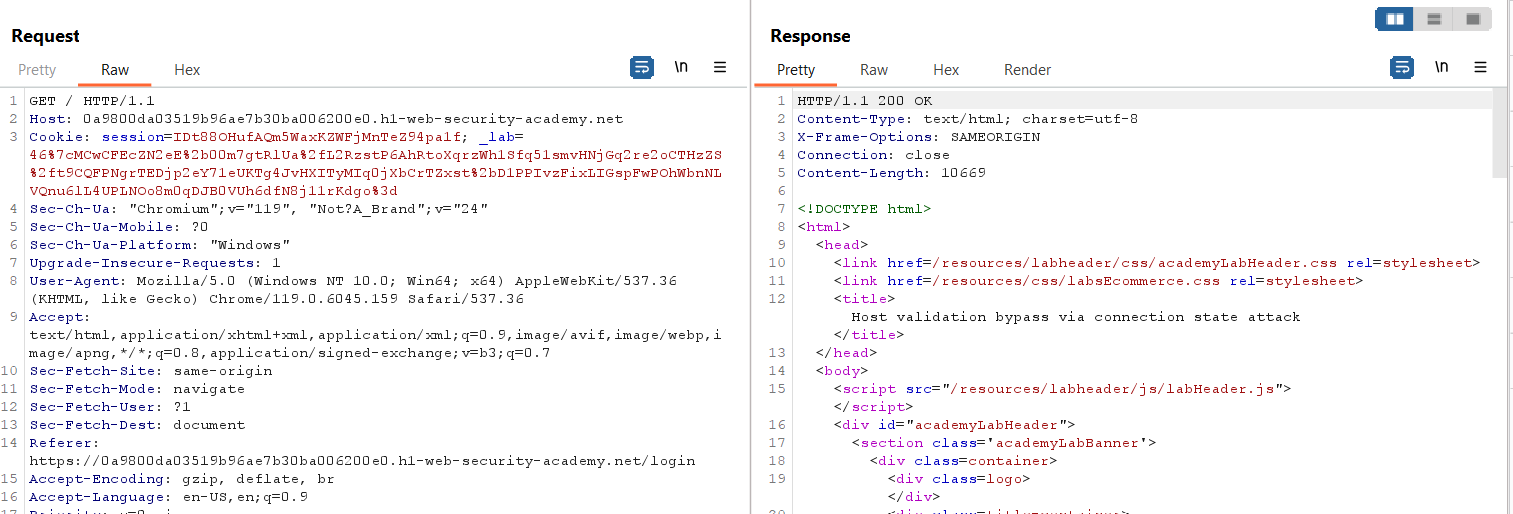 Request
Pretty Raw Hex \n
1 GET / HTTP/1.1
2 Host: 0a9800da03519b96ae7b30ba006200e0.h1-web-security-academy.net
3 Cookie: session=IDt88OHufAQm5WaxKZWFjMnTeZ94pa1f; _lab=
46%7cMCwCFEcZN2eE%2b00m7gtRlUa%2fL2RzstP6AhRtoXqrzWh1Sfq51smvHNjGq2re2oCTHzZS
%2ft9CQFPNgrTEDjp2eY71eUKTg4JvHXITyMIq0jXbCrTZxst%2bD1PPIvzFixLIGspFwPOhWbnNL
VQnu6lL4UPLNOo8m0qDJB0VUh6dfN8j11rKdgo%3d
4 Sec-Ch-Ua: "Chromium";v="119", "Not?A_Brand";v="24"
5 Sec-Ch-Ua-Mobile: ?0
6 Sec-Ch-Ua-Platform: "Windows"
7 Upgrade-Insecure-Requests: 1
8 User-Agent: Mozilla/5.0 (Windows NT 10.0; Win64; x64) AppleWebKit/537.36
(KHTML, like Gecko) Chrome/119.0.6045.159 Safari/537.36
9 Accept:
text/html,application/xhtml+xml,application/xml;q=0.9,image/avif,image/webp,i
mage/apng,*/*;q=0.8,application/signed-exchange;v=b3;q=0.7
10 Sec-Fetch-Site: same-origin
11 Sec-Fetch-Mode: navigate
12 Sec-Fetch-User: ?1
13 Sec-Fetch-Dest: document
14 Referer:
https://0a9800da03519b96ae7b30ba006200e0.h1-web-security-academy.net/login
15 Accept-Encoding: gzip, deflate, br
16 Accept-Language: en-US,en;q=0.9
Response
Pretty Raw Hex Render \n
1 HTTP/1.1 200 OK
2 Content-Type: text/html; charset=utf-8
3 X-Frame-Options: SAMEORIGIN
4 Connection: close
5 Content-Length: 10669
6
7 <!DOCTYPE html>
8 <html>
9 <head>
10 <link href=/resources/labheader/css/academyLabHeader.css rel=stylesheet>
11 <link href=/resources/css/labsEcommerce.css rel=stylesheet>
12 <title>
Host validation bypass via connection state attack
</title>
13 </head>
14 <body>
15 <script src="/resources/labheader/js/labHeader.js">
</script>
16 <div id="academyLabHeader">
17 <section class='academyLabBanner'>
18 <div class=container>
19 <div class=logo>
</div>